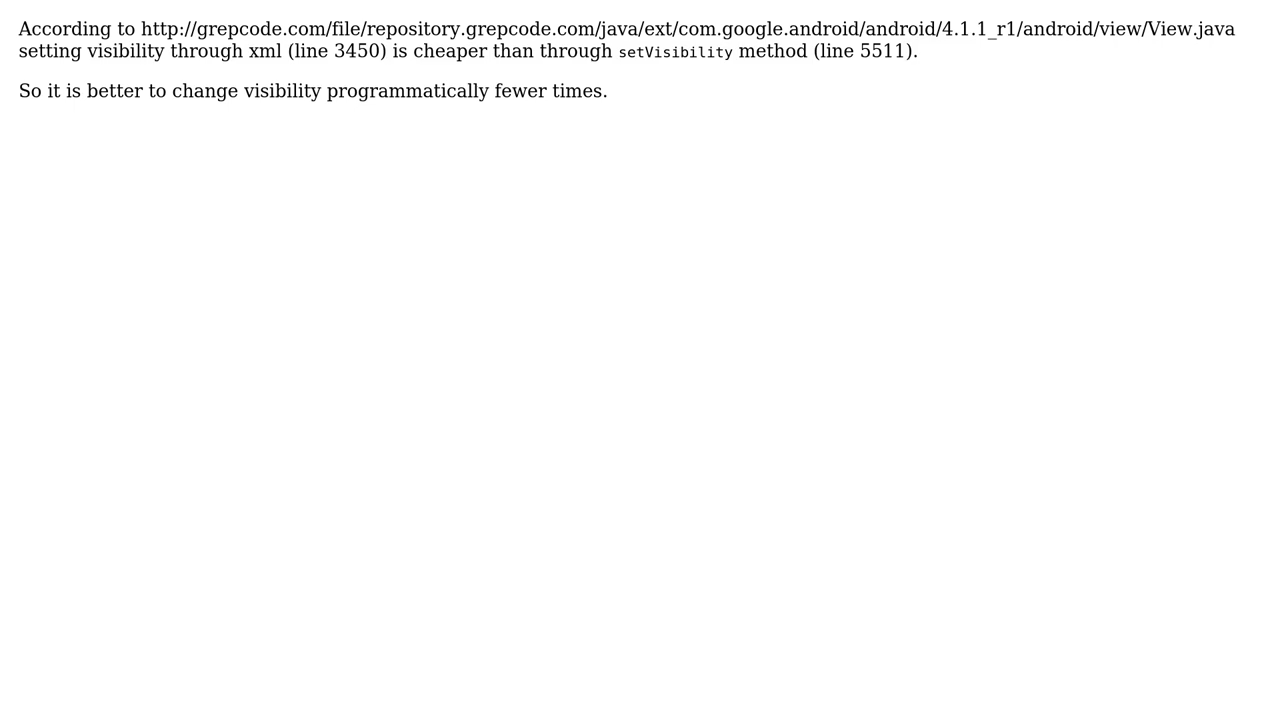 According to http://grepcode.com/file/repository.grepcode.com/java/ext/com.google.android/android/4.1.1_r1/android/view/View.java
setting visibility through xml (line 3450) is cheaper than through setVisibility method (line 5511).
So it is better to change visibility programmatically fewer times.